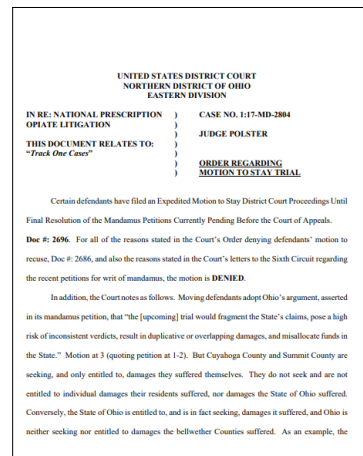 UNITED STATES DISTRICT COURT
NORTHERN DISTRICT OF OHIO
EASTERN DIVISION
IN RE: NATIONAL PRESCRIPTION ) CASE NO. 1:17-MD-2804
OPIATE LITIGATION )
) JUDGE POLSTER
THIS DOCUMENT RELATES TO: )
“Track One Cases” ) ORDER REGARDING
) MOTION TO STAY TRIAL
Certain defendants have filed an Expedited Motion to Stay District Court Proceedings Until
Final Resolution of the Mandamus Petitions Currently Pending Before the Court of Appeals.
Doc #: 2696. For all of the reasons stated in the Court’s Order denying defendants’ motion to
recuse, Doc #: 2686, and also the reasons stated in the Court’s letters to the Sixth Circuit regarding
the recent petitions for writ of mandamus, the motion is DENIED.
In addition, the Court notes as follows. Moving defendants adopt Ohio’s argument, asserted
in its mandamus petition, that “the [upcoming] trial would fragment the State’s claims, pose a high
risk of inconsistent verdicts, result in duplicative or overlapping damages, and misallocate funds in
the State.” Motion at 3 (quoting petition at 1-2). But Cuyahoga County and Summit County are
seeking, and only entitled to, damages they suffered themselves. They do not seek and are not
entitled to individual damages their residents suffered, nor damages the State of Ohio suffered.
Conversely, the State of Ohio is entitled to, and is in fact seeking, damages it suffered, and Ohio is
neither seeking nor entitled to damages the bellwether Counties suffered. As an example, the